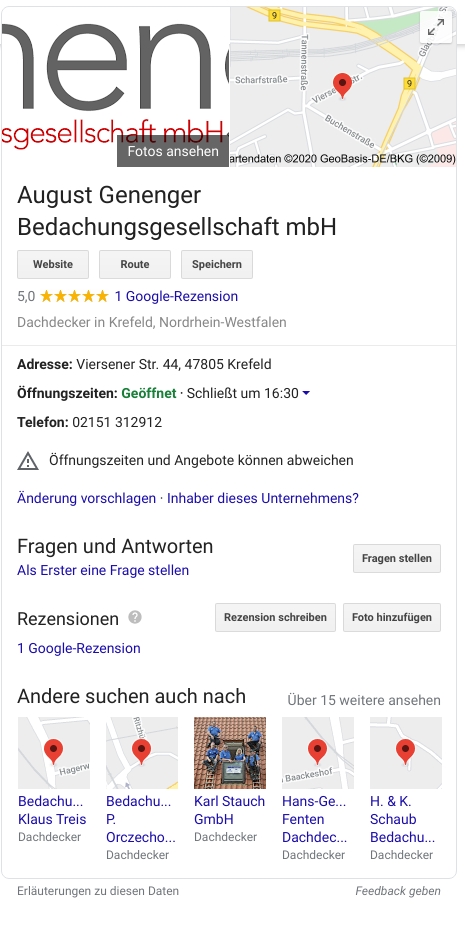 nen
sgesellschaft mbH
Fotos ansehen
9
Tannenstraße
Scharfstraße
Vierse
str.
9
Buchenstraße
artendaten ©2020 GeoBasis-DE/BKG (©2009)
August Genenger
Bedachungsgesellschaft mbH
Website Route Speichern
5,0 ★★★★★ 1 Google-Rezension
Dachdecker in Krefeld, Nordrhein-Westfalen
Adresse: Viersener Str. 44, 47805 Krefeld
Öffnungszeiten: Geöffnet · Schließt um 16:30
Telefon: 02151 312912
Öffnungszeiten und Angebote können abweichen
Änderung vorschlagen · Inhaber dieses Unternehmens?
Fragen und Antworten
Fragen stellen
Als Erster eine Frage stellen
Rezensionen ? Rezension schreiben Foto hinzufügen
1 Google-Rezension
Andere suchen auch nach Über 15 weitere ansehen
Hagerw
Baackeshof
Bedachu...
Klaus Treis
Dachdecker
Bedachu...
P.
Orczecho...
Dachdecker
Karl Stauch
GmbH
Dachdecker
Hans-Ge...
Fenten
Dachdec...
Dachdecker
H. & K.
Schaub
Bedachu...
Dachdecker
Erläuterungen zu diesen Daten Feedback geben